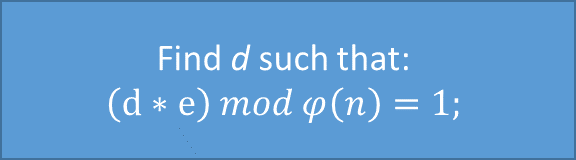 Find d such that:
(d ∗ e) mod φ(n) = 1;